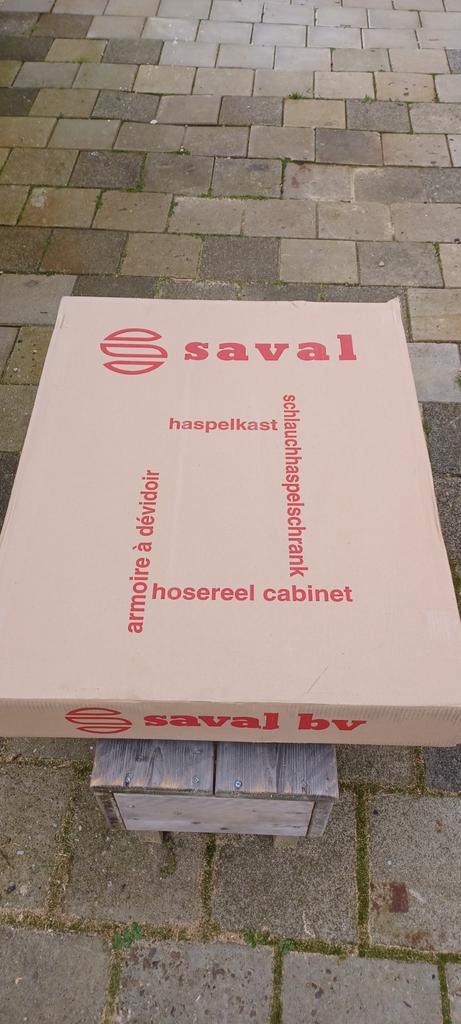 saval
haspelkast
schlauchhaspelschrank
armoire à dévidoir
hosereel cabinet
saval bv